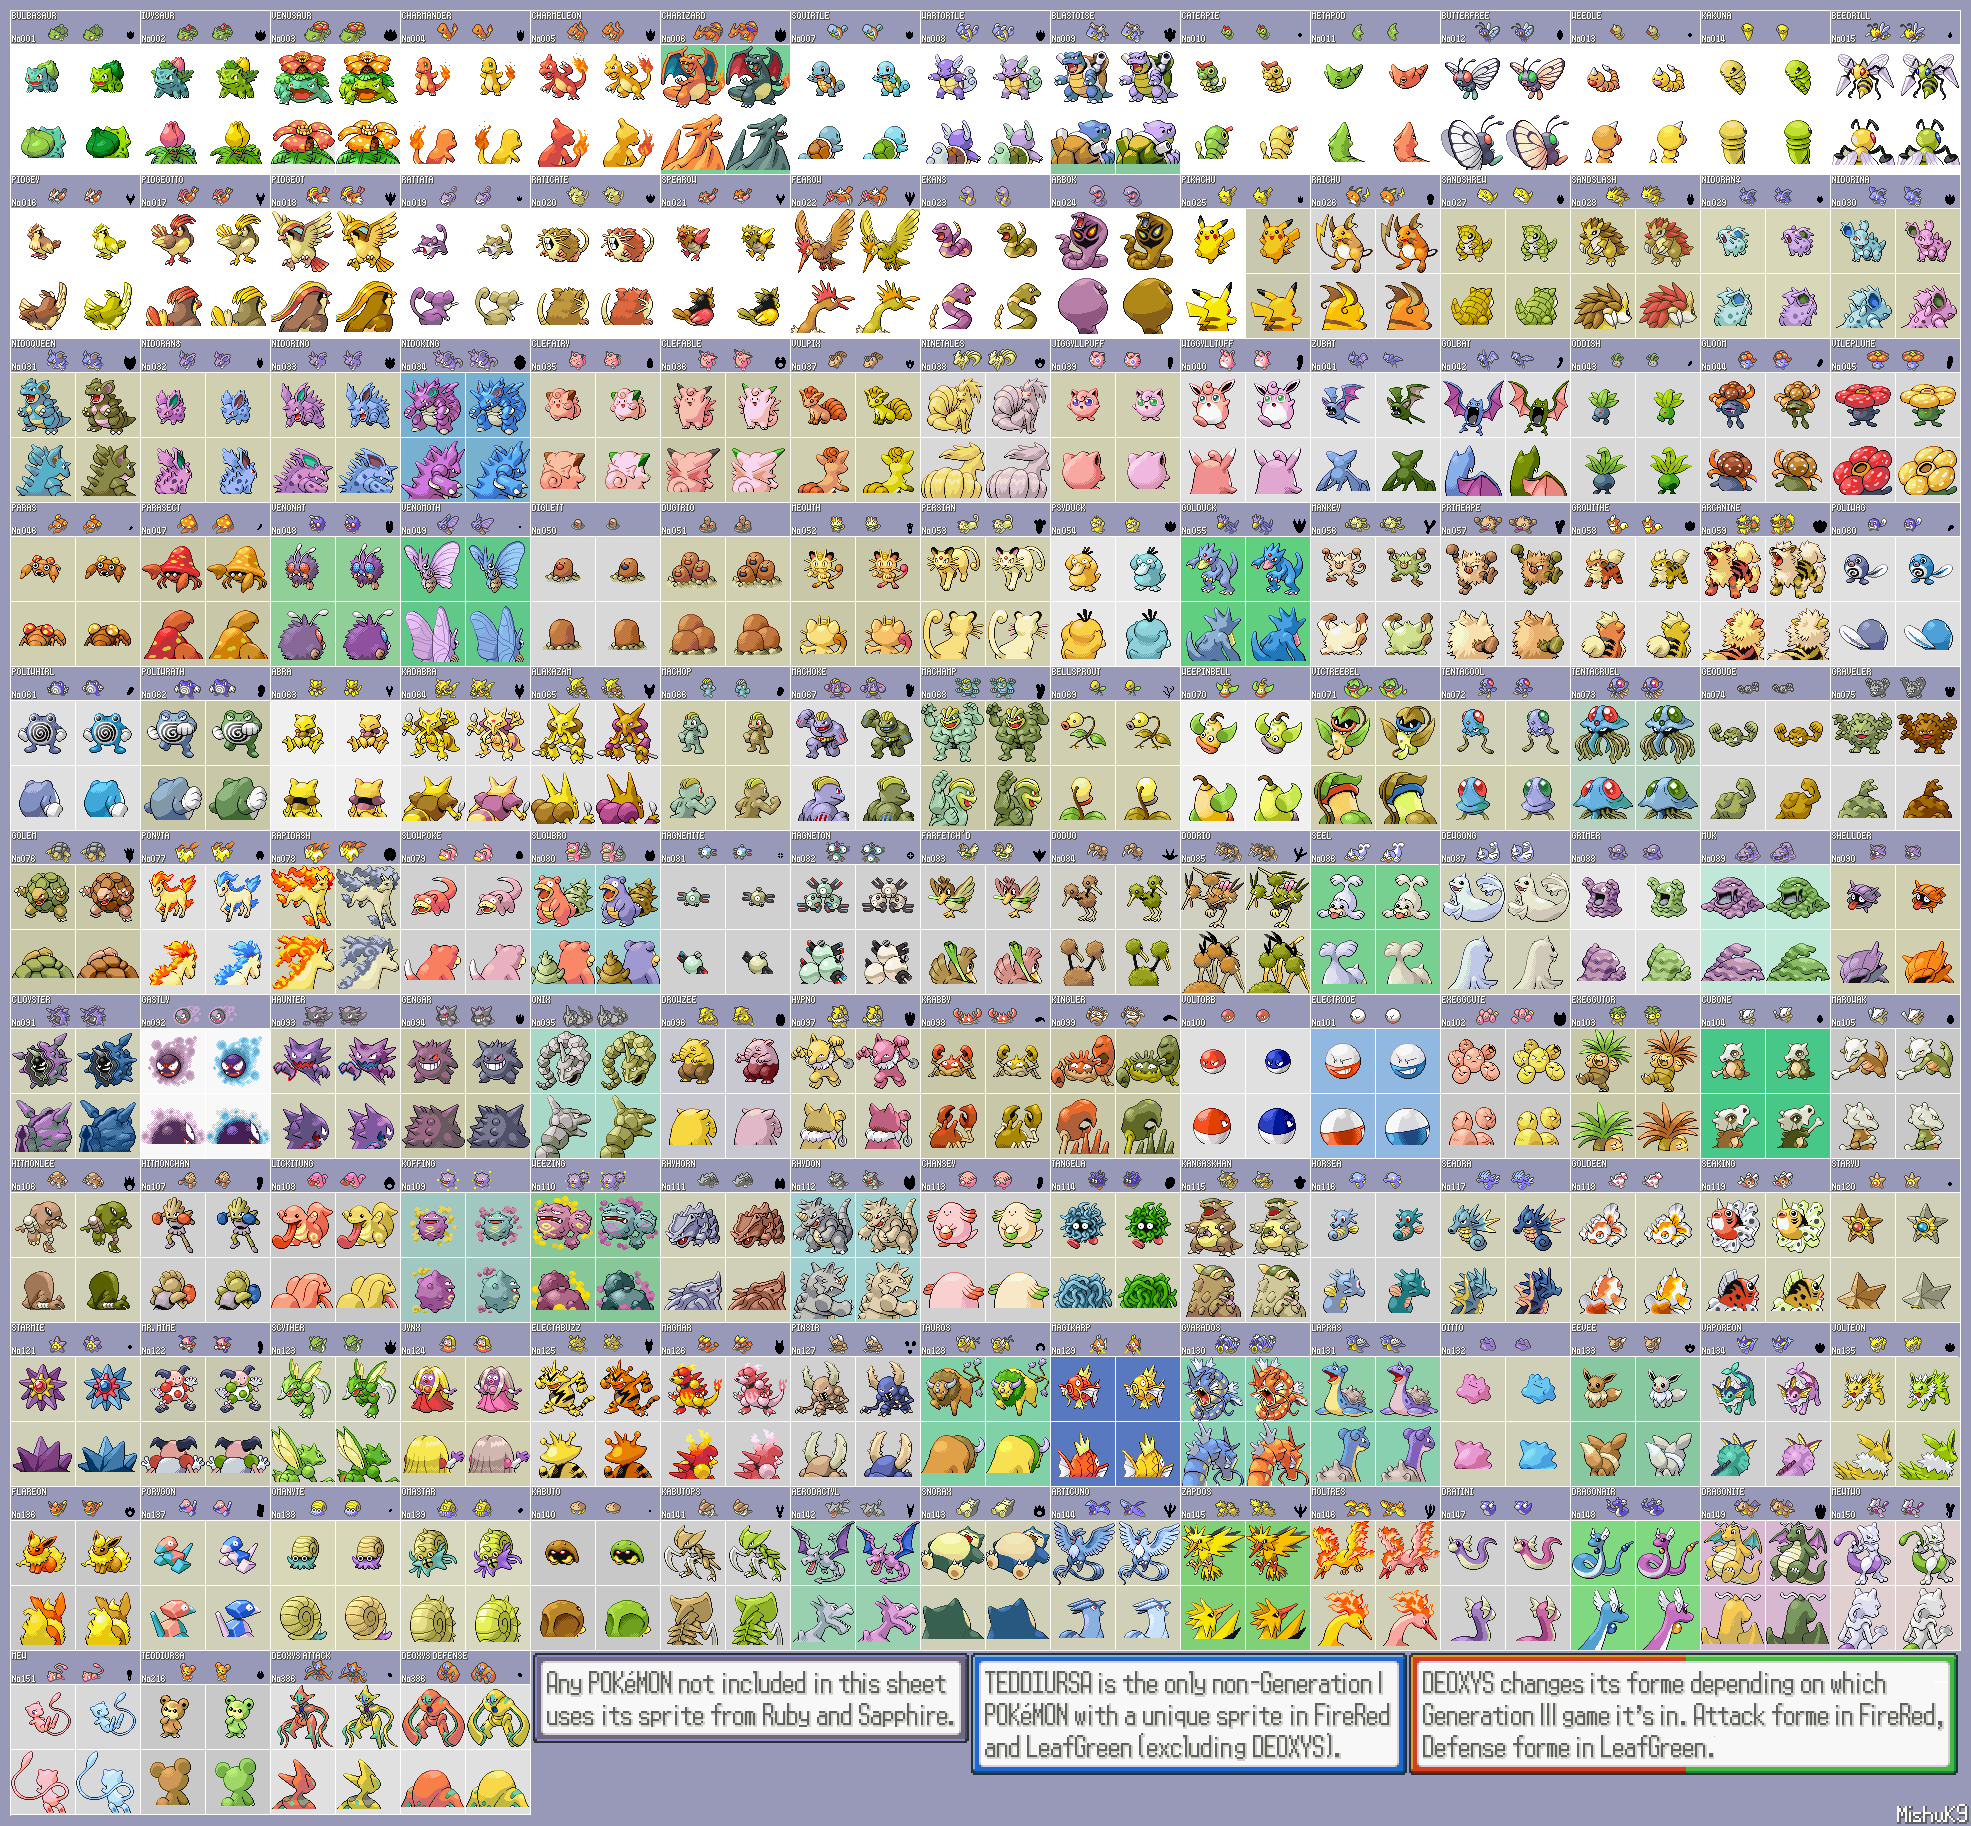 BULBASAUR IVYSAUR VENUSAUR CHARMANDER CHARMELEON CHARIZARD SQUIRTLE WARTORTLE BLASTOISE CATERPIE METAPOD BUTTERFREE WEEDLE KAKUNA BEEDRILL
No001 No002 No003 No004 No005 No006 No007 No008 No009 No010 No011 No012 No013 No014 No015
PIDGEY PIDGEOTTO PIDGEOT RATTATA RATICATE SPEAROW FEAROW EKANS ARBOK PIKACHU RAICHU SANDSHREW SANDSLASH NIDORAN♀ NIDORINA
No016 No017 No018 No019 No020 No021 No022 No023 No024 No025 No026 No027 No028 No029 No030
NIDOQUEEN NIDORAN♂ NIDORINO NIDOKING CLEFAIRY CLEFABLE VULPIX NINETALES JIGGLYPUFF WIGGLYTUFF ZUBAT GOLBAT ODDISH GLOOM VILEPLUME
No031 No032 No033 No034 No035 No036 No037 No038 No039 No040 No041 No042 No043 No044 No045
PARAS PARASECT VENONAT VENOMOTH DIGLETT DUGTRIO MEOWTH PERSIAN PSYDUCK GOLDUCK MANKEY PRIMEAPE GROWLITHE ARCANINE POLIWAG
No046 No047 No048 No049 No050 No051 No052 No053 No054 No055 No056 No057 No058 No059 No060
POLIWHIRL POLIWRATH ABRA KADABRA ALAKAZAM MACHOP MACHOKE MACHAMP BELLSPROUT WEEPINBELL VICTREEBEL TENTACOOL TENTACRUEL GEODUDE GRAVELER
No061 No062 No063 No064 No065 No066 No067 No068 No069 No070 No071 No072 No073 No074 No075
GOLEM PONYTA RAPIDASH SLOWPOKE SLOWBRO MAGNEMITE MAGNETON FARFETCH'D DODUO DODRIO SEEL DEWGONG GRIMER MUK SHELLDER
No076 No077 No078 No079 No080 No081 No082 No083 No084 No085 No086 No087 No088 No089 No090
CLOYSTER GASTLY HAUNTER GENGAR ONIX DROWZEE HYPNO KRABBY KINGLER VOLTORB ELECTRODE EXEGGCUTE EXEGGUTOR CUBONE MAROWAK
No091 No092 No093 No094 No095 No096 No097 No098 No099 No100 No101 No102 No103 No104 No105
HITMONLEE HITMONCHAN LICKITUNG KOFFING WEEZING RHYHORN RHYDON CHANSEY TANGELA KANGASKHAN HORSEA SEADRA GOLDEEN SEAKING STARYU
No106 No107 No108 No109 No110 No111 No112 No113 No114 No115 No116 No117 No118 No119 No120
STARMIE MR. MIME SCYTHER JYNX ELECTABUZZ MAGMAR PINSIR TAUROS MAGIKARP GYARADOS LAPRAS DITTO EEVEE VAPOREON JOLTEON
No121 No122 No123 No124 No125 No126 No127 No128 No129 No130 No131 No132 No133 No134 No135
FLAREON PORYGON OMANYTE OMASTAR KABUTO KABUTOPS AERODACTYL SNORLAX ARTICUNO ZAPDOS MOLTRES DRATINI DRAGONAIR DRAGONITE MEWTWO
No136 No137 No138 No139 No140 No141 No142 No143 No144 No145 No146 No147 No148 No149 No150
MEW TEDDIURSA DEOXYS ATTACK DEOXYS DEFENSE
No151 No216 No386 No386
Any POKéMON not included in this sheet
uses its sprite from Ruby and Sapphire.
TEDDIURSA is the only non-Generation I
POKéMON with a unique sprite in FireRed
and LeafGreen (excluding DEOXYS).
DEOXYS changes its forme depending on which
Generation III game it's in. Attack forme in FireRed,
Defense forme in LeafGreen.
MishuK9